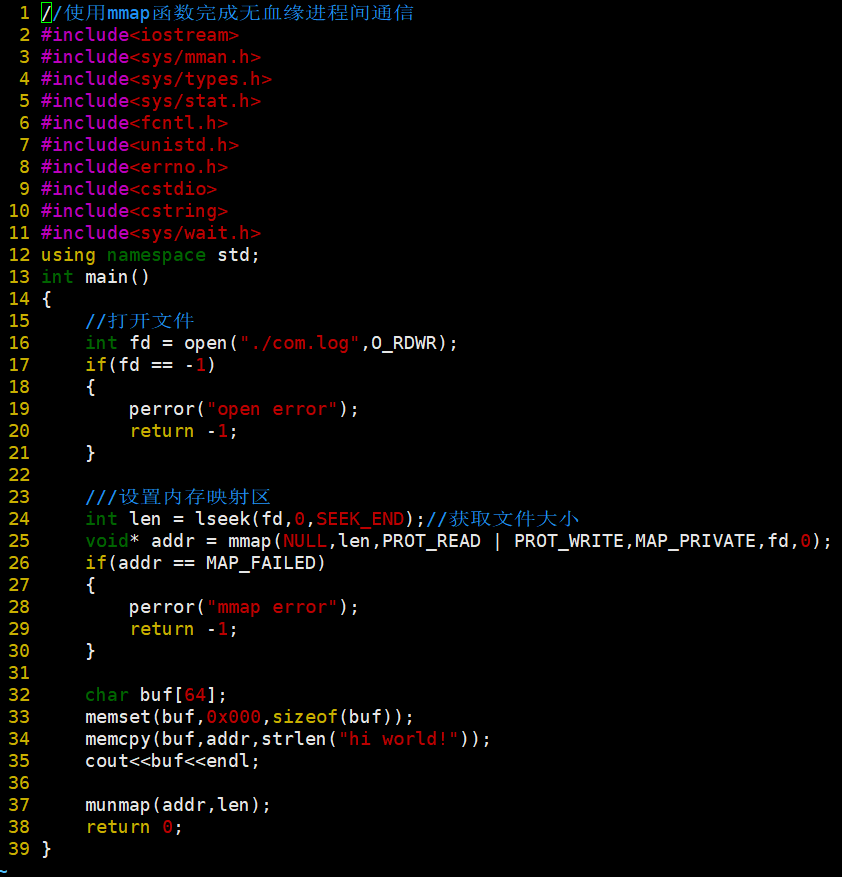 1 //使用mmap函数完成无血缘进程间通信
2 #include<iostream>
3 #include<sys/mman.h>
4 #include<sys/types.h>
5 #include<sys/stat.h>
6 #include<fcntl.h>
7 #include<unistd.h>
8 #include<errno.h>
9 #include<cstdio>
10 #include<cstring>
11 #include<sys/wait.h>
12 using namespace std;
13 int main()
14 {
15     //打开文件
16     int fd = open("./com.log",O_RDWR);
17     if(fd == -1)
18     {
19         perror("open error");
20         return -1;
21     }
22
23     ///设置内存映射区
24     int len = lseek(fd,0,SEEK_END);//获取文件大小
25     void* addr = mmap(NULL,len,PROT_READ | PROT_WRITE,MAP_PRIVATE,fd,0);
26     if(addr == MAP_FAILED)
27     {
28         perror("mmap error");
29         return -1;
30     }
31
32     char buf[64];
33     memset(buf,0x000,sizeof(buf));
34     memcpy(buf,addr,strlen("hi world!"));
35     cout<<buf<<endl;
36
37     munmap(addr,len);
38     return 0;
39 }
~